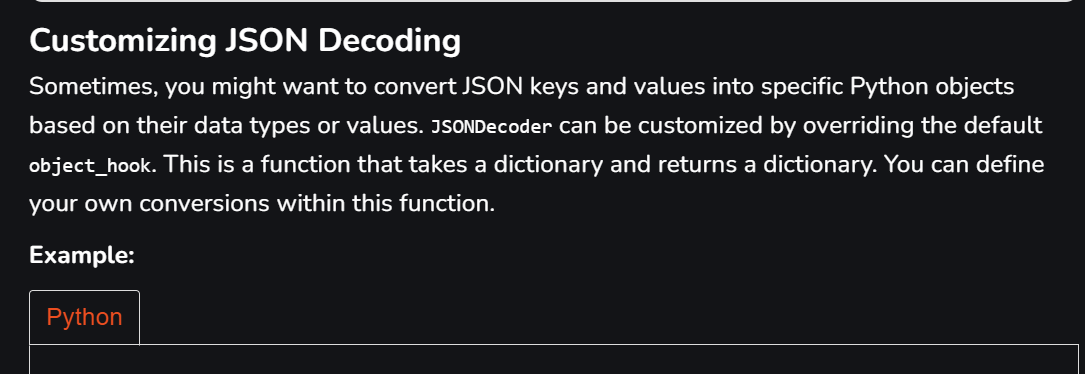 Customizing JSON Decoding
Sometimes, you might want to convert JSON keys and values into specific Python objects
based on their data types or values. JSONDecoder can be customized by overriding the default
object_hook. This is a function that takes a dictionary and returns a dictionary. You can define
your own conversions within this function.
Example:
Python